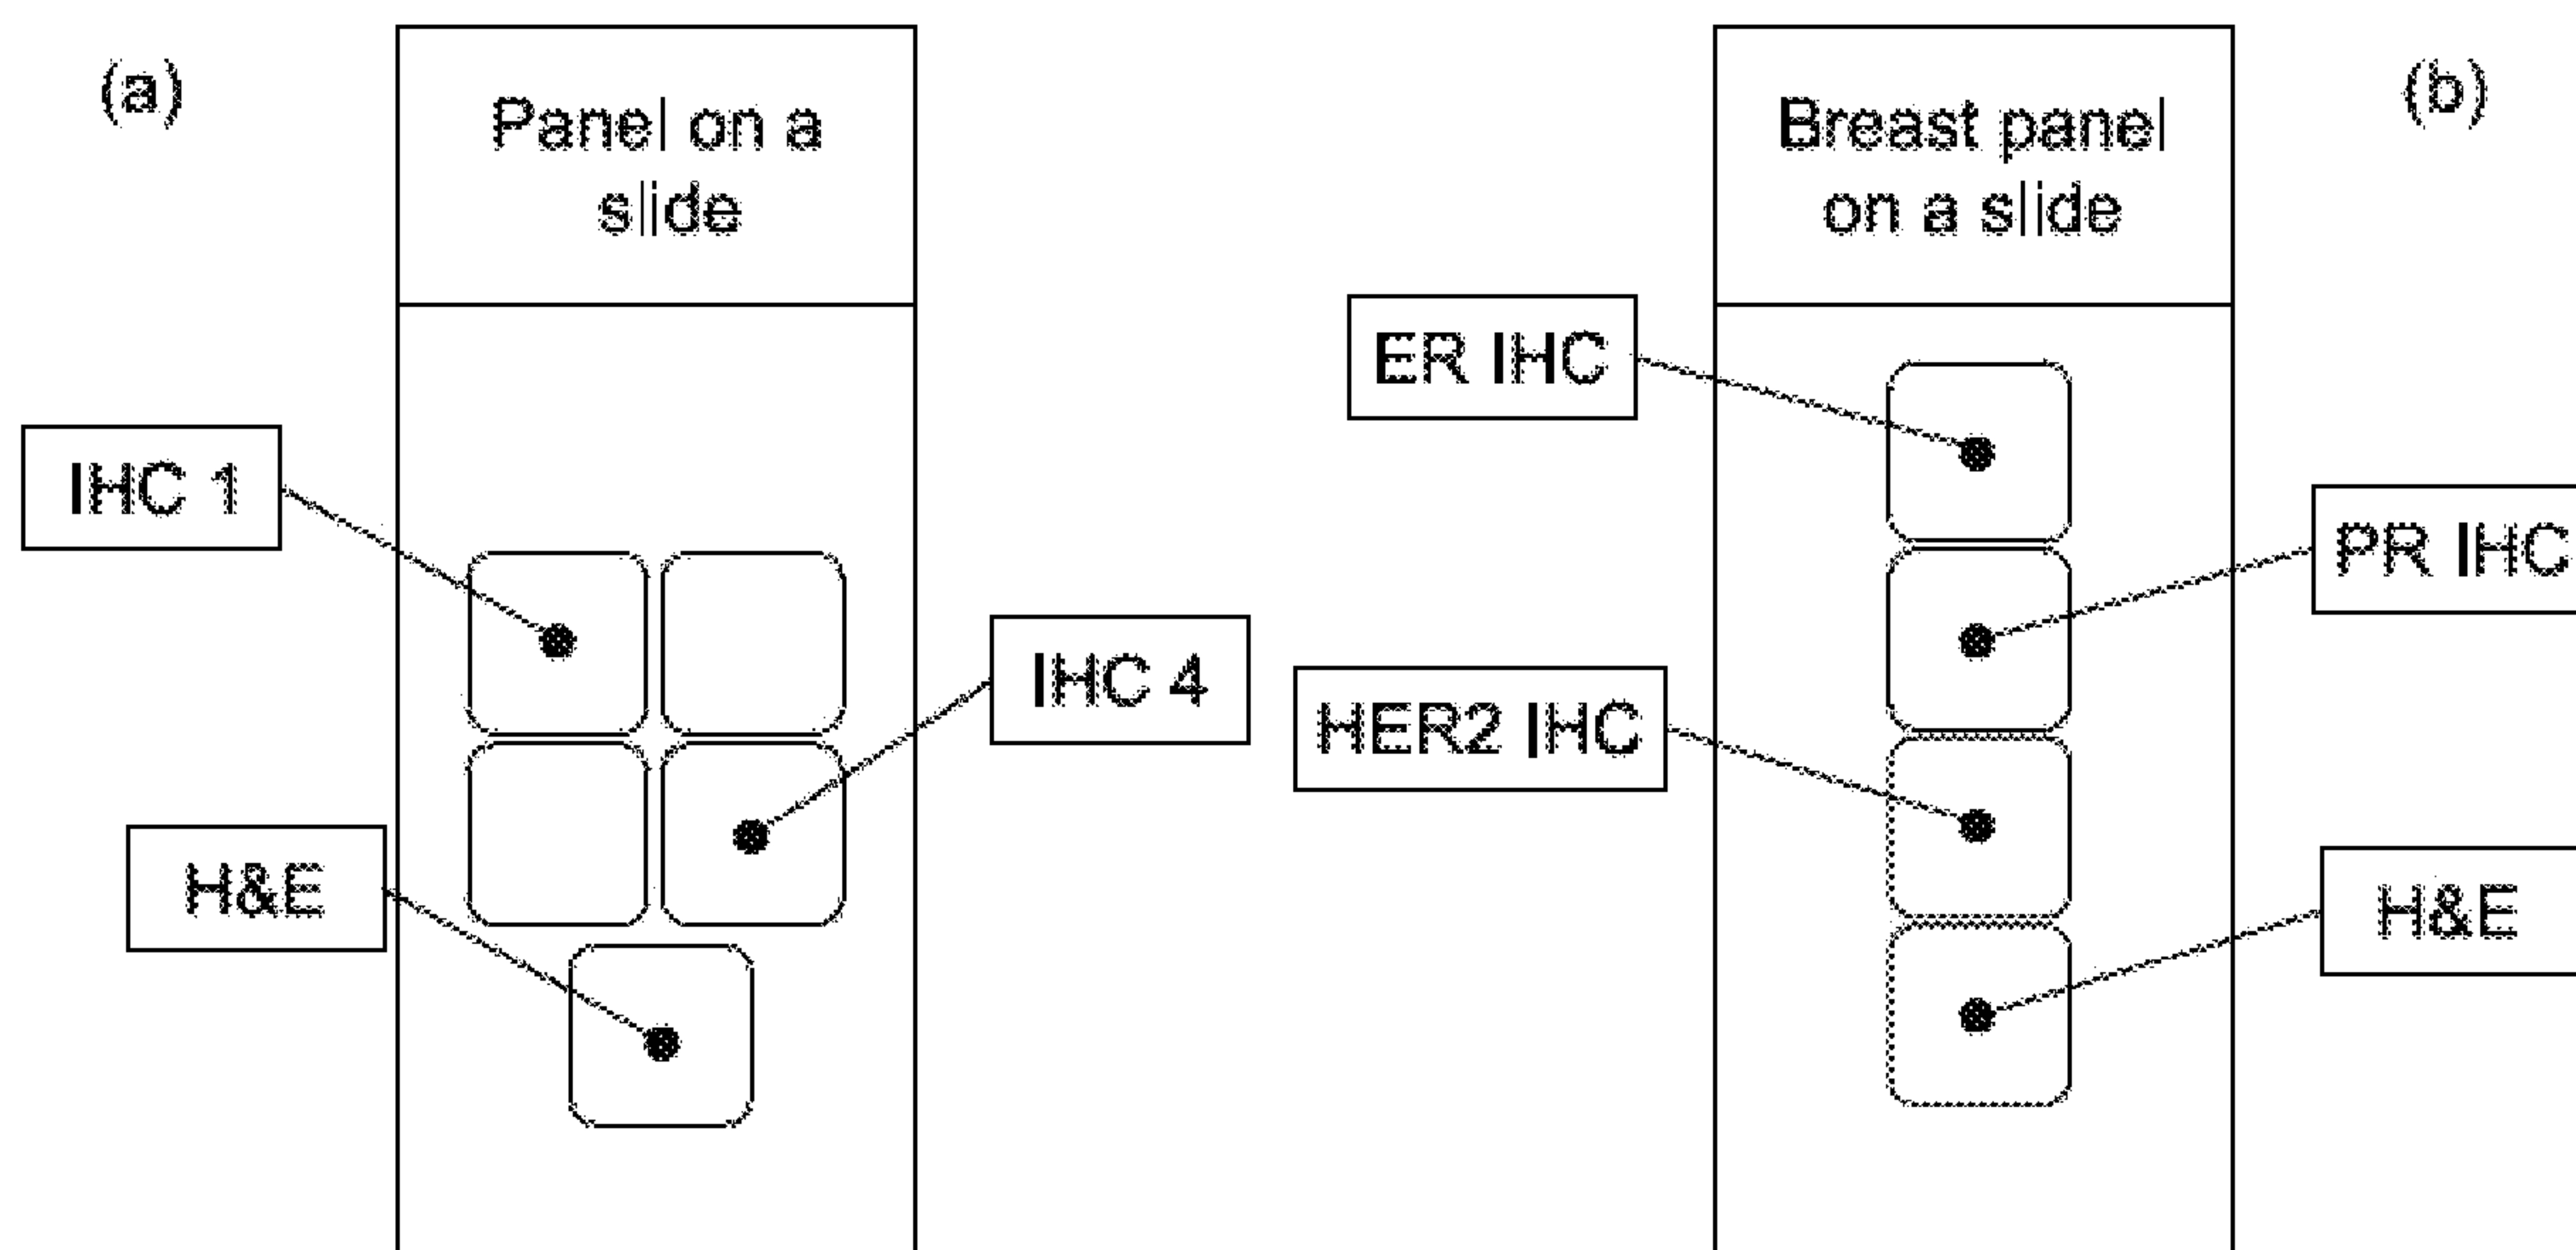 (a)
Panel on a
slide
IHC 1
IHC 4
H&E
Breast panel
on a slide
(b)
ER IHC
PR IHC
HER2 IHC
H&E